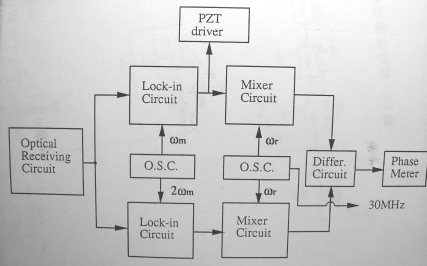 PZT
driver
Lock-in
Circuit
Mixer
Circuit
Optical
Receiving
Circuit
ωm
ωr
O.S.C.
O.S.C.
Differ.
Circuit
Phase
Meter
2ωm
ωr
30MHz
Lock-in
Circuit
Mixer
Circuit